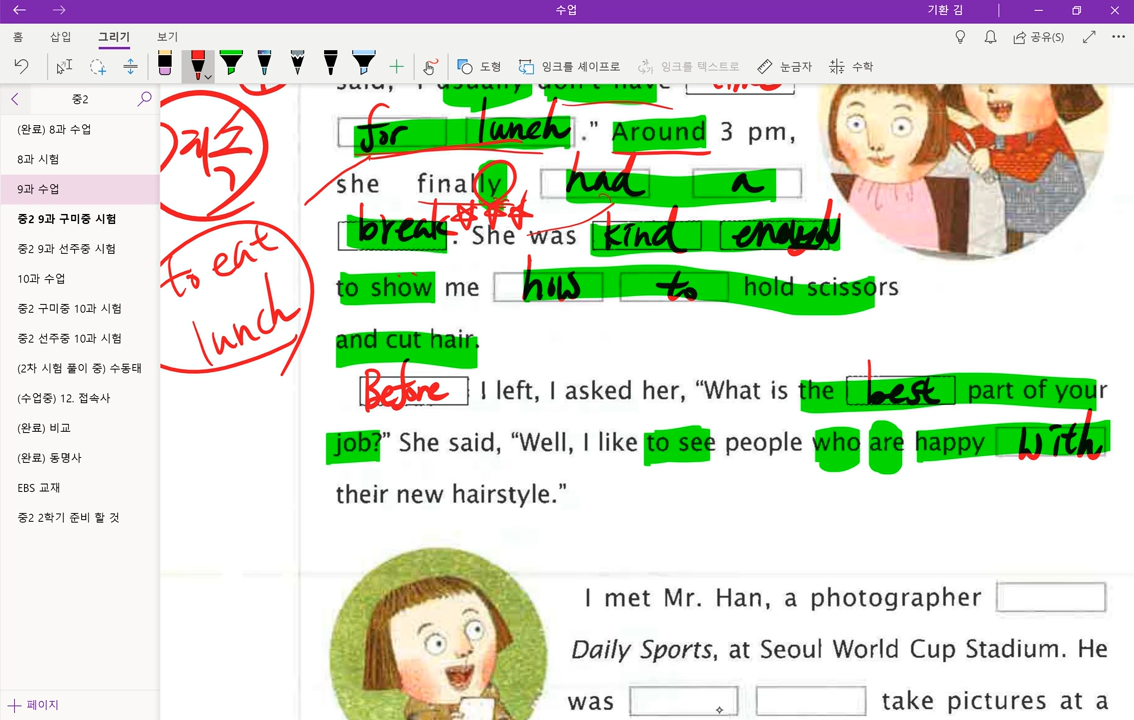 수업
기환 김
홈 삽입 그리기 보기
공유(S)
도형 잉크를 셰이프로 잉크를 텍스트로 눈금자 수학
중2
(완료) 8과 수업
8과 시험
9과 수업
중2 9과 구미중 시험
중2 9과 선주중 시험
10과 수업
중2 구미중 10과 시험
중2 선주중 10과 시험
(2차 시험 풀이 중) 수동태
(수업중) 12. 접속사
(완료) 비교
(완료) 동명사
EBS 교재
중2 2학기 준비 할 것
페이지
to eat
lunch
said, "I usually don't have time
for lunch." Around 3 pm,
she finally had a
break. She was kind enough
to show me how to hold scissors
and cut hair.
Before I left, I asked her, "What is the best part of your
job?" She said, "Well, I like to see people who are happy with
their new hairstyle."
I met Mr. Han, a photographer
Daily Sports, at Seoul World Cup Stadium. He
was take pictures at a